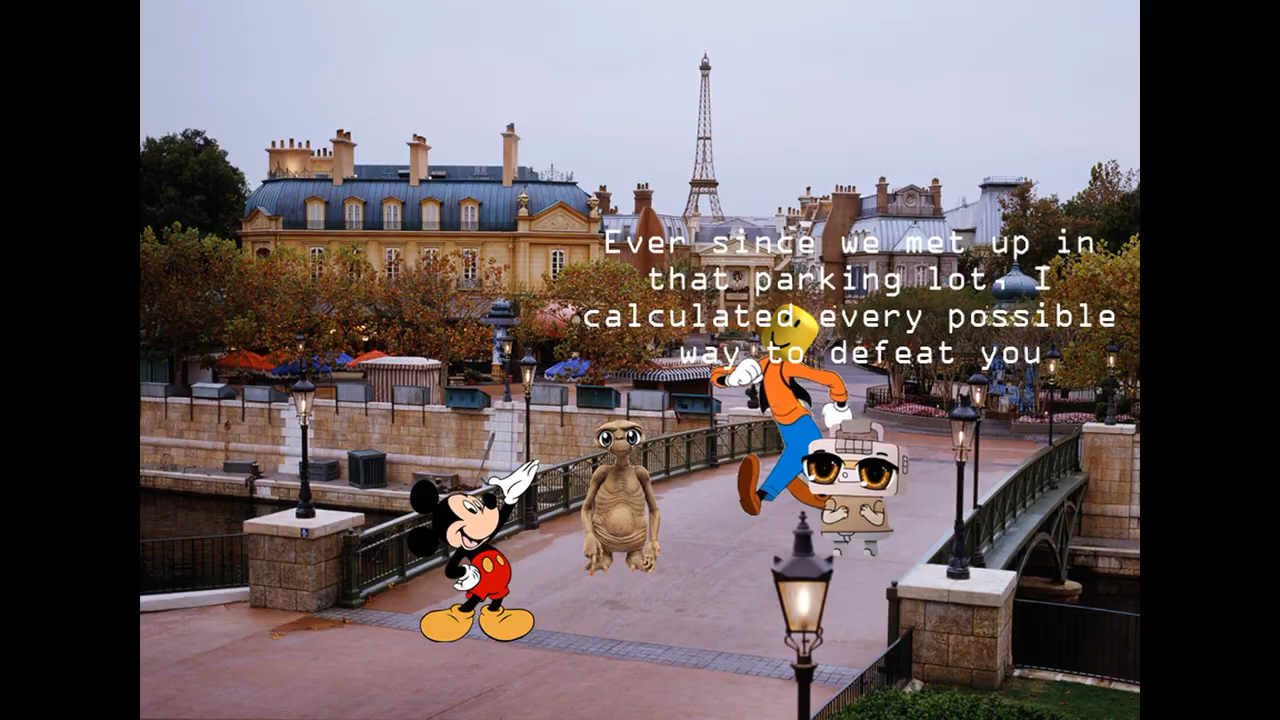 Ever since we met up in
that parking lot, I
calculated every possible
way to defeat you